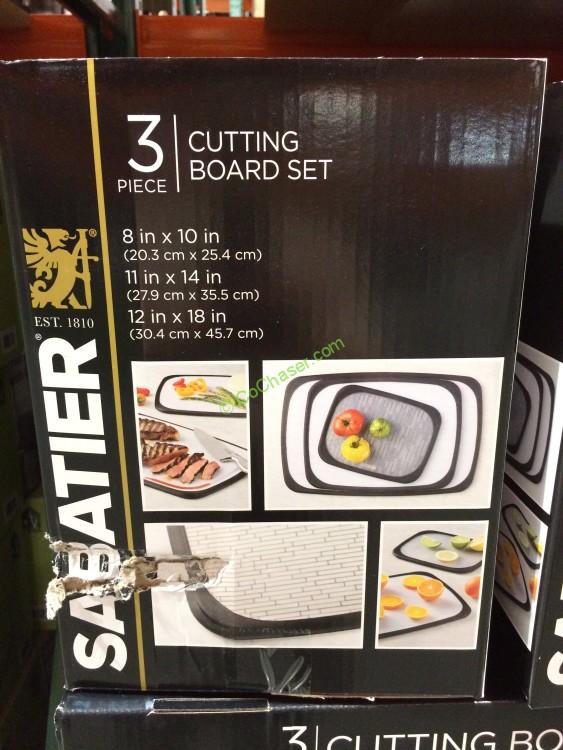 3
PIECE
CUTTING
BOARD SET
8 in x 10 in
(20.3 cm x 25.4 cm)
11 in x 14 in
(27.9 cm x 35.5 cm)
12 in x 18 in
(30.4 cm x 45.7 cm)
®
EST. 1810
SABATIER®
© CoChaser.com
3 CUTTING BO
SA